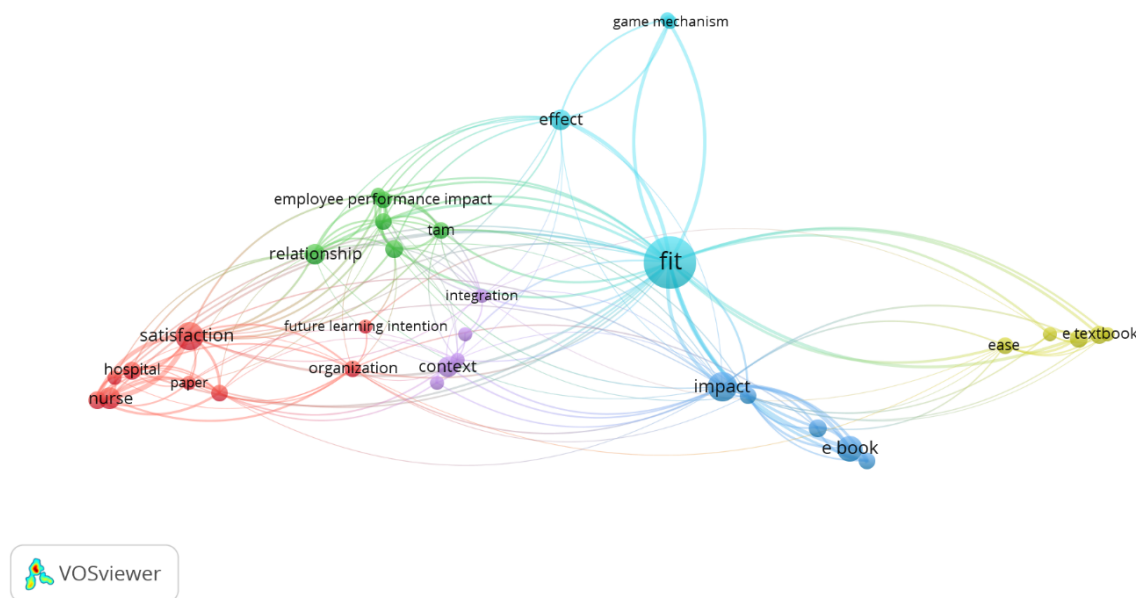 game mechanism
effect
employee performance impact
tam
relationship
fit
integration
future learning intention
satisfaction
e textbook
ease
hospital
paper
organization
context
nurse
impact
e book
VOSviewer